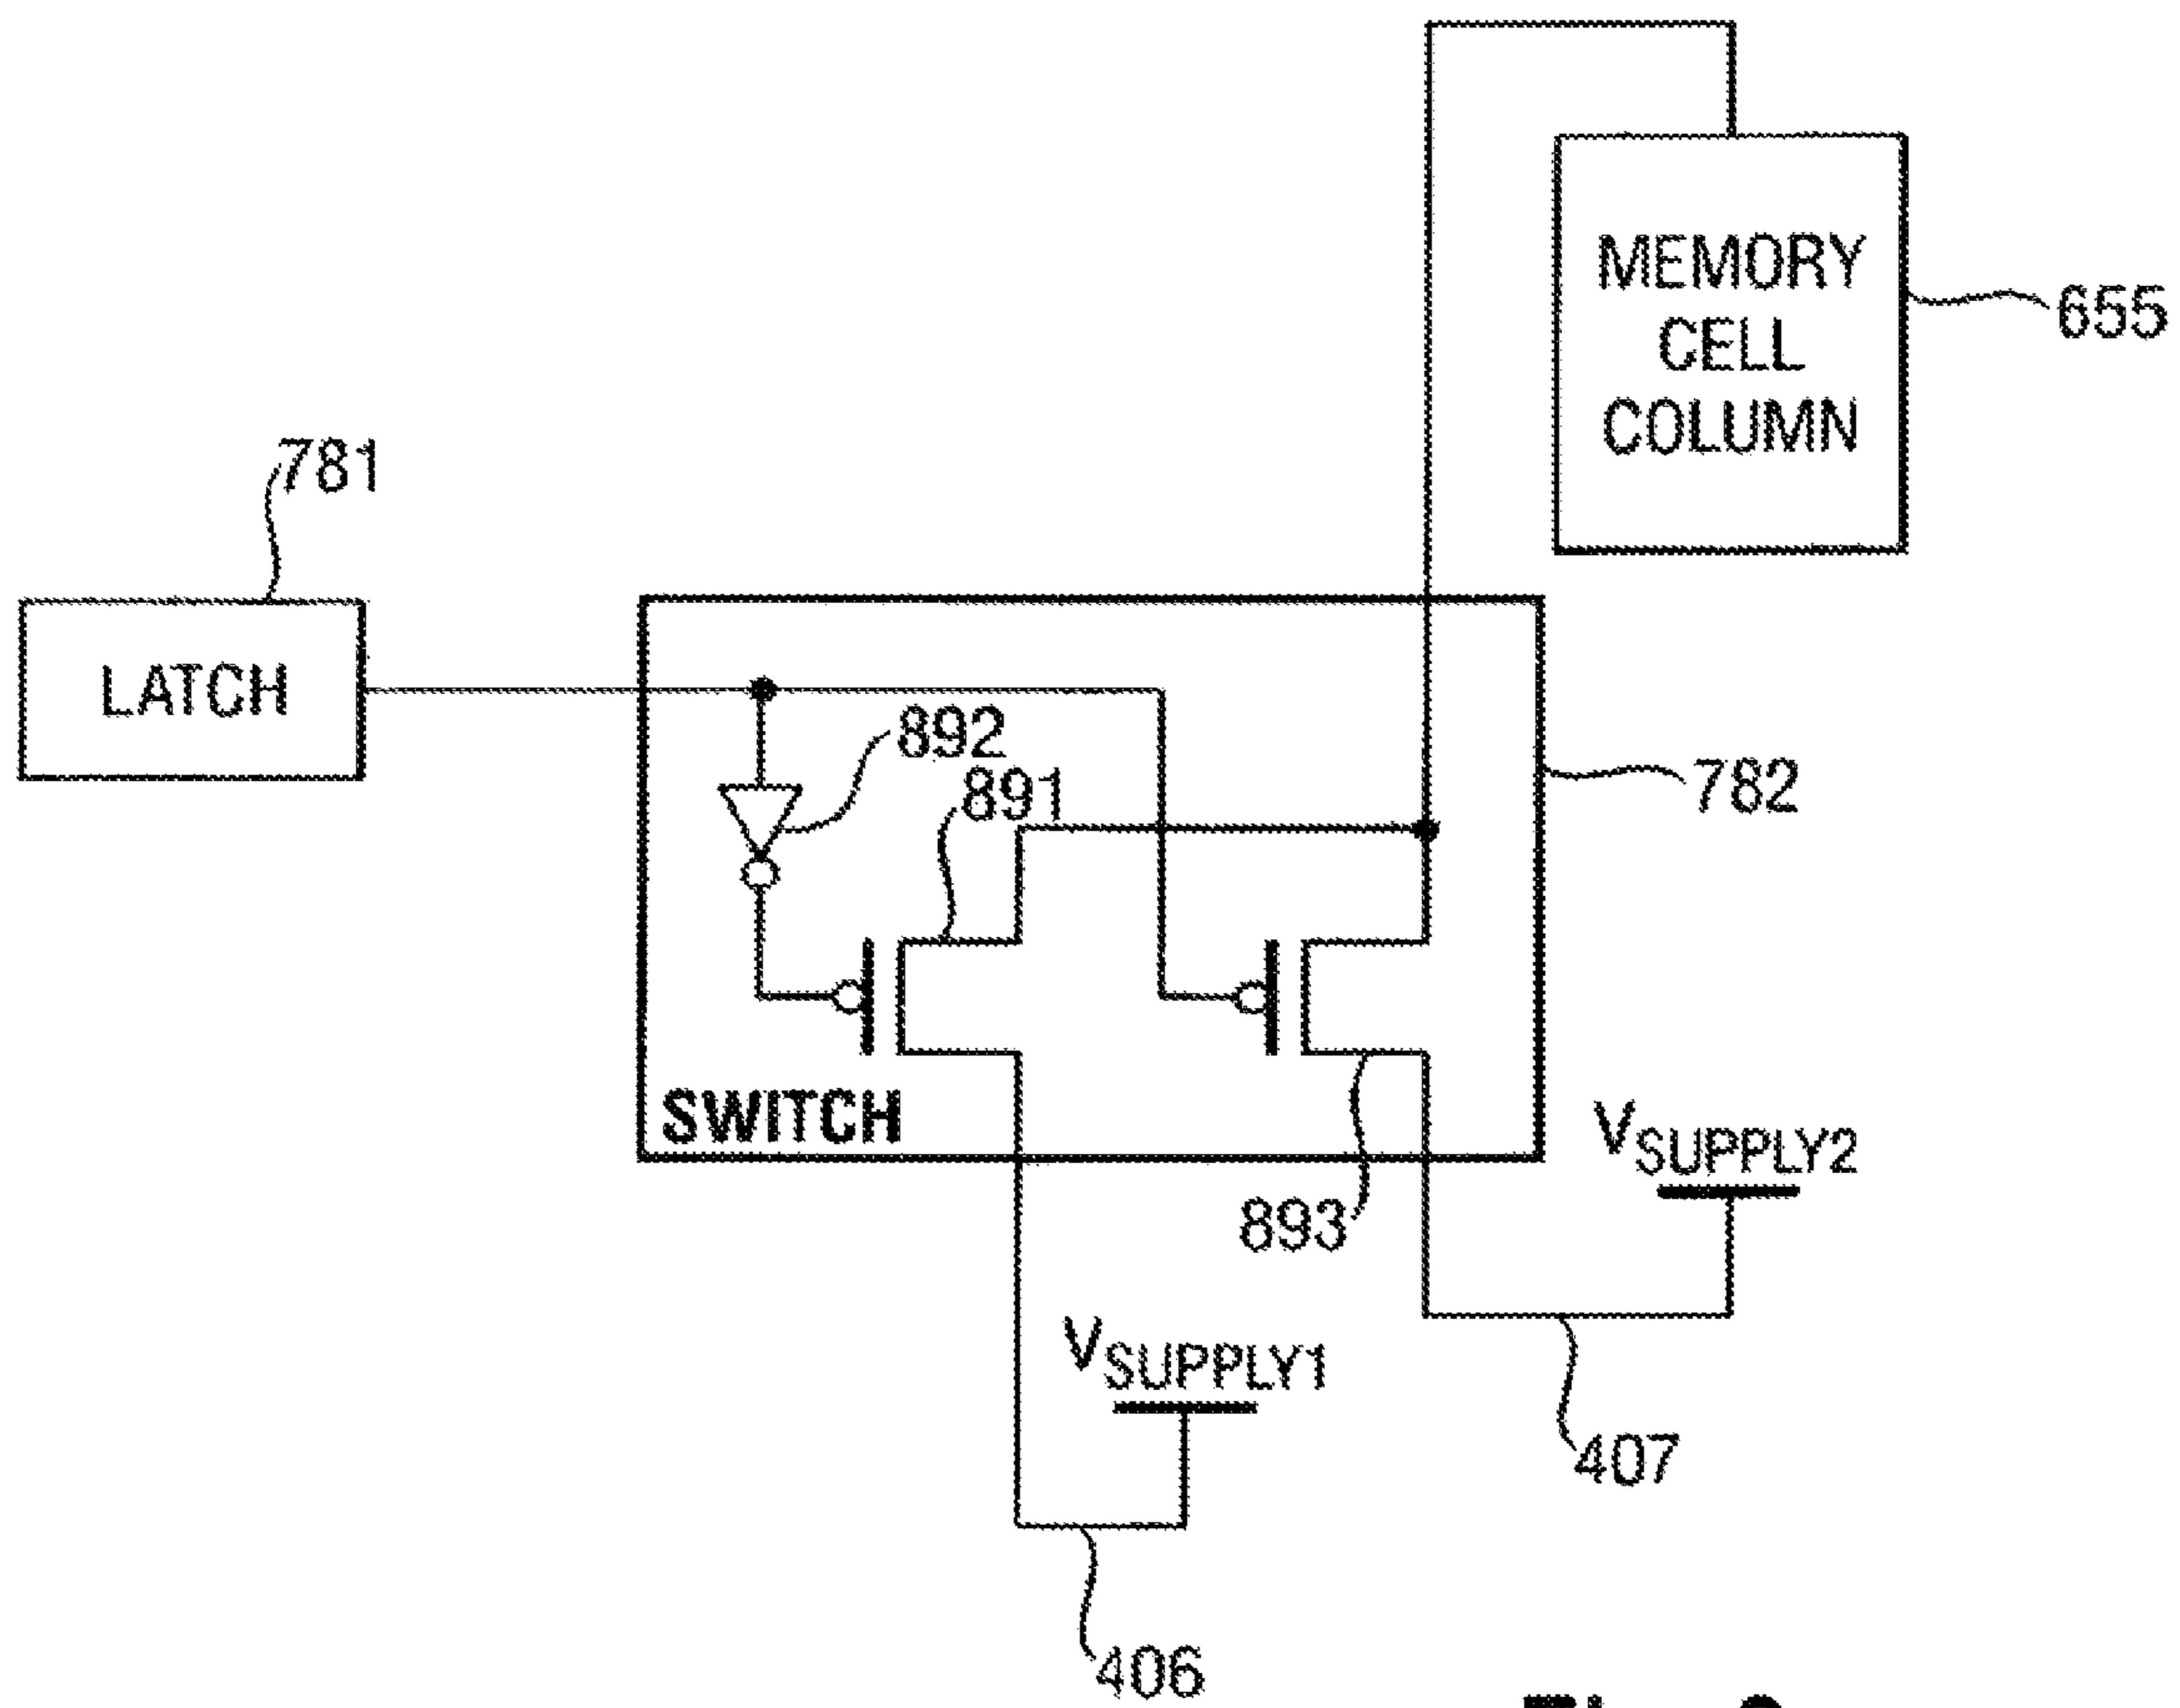 MEMORY
CELL
COLUMN
655
781
LATCH
892
891
782
SWITCH
893
VSUPPLY2
VSUPPLY1
407
406